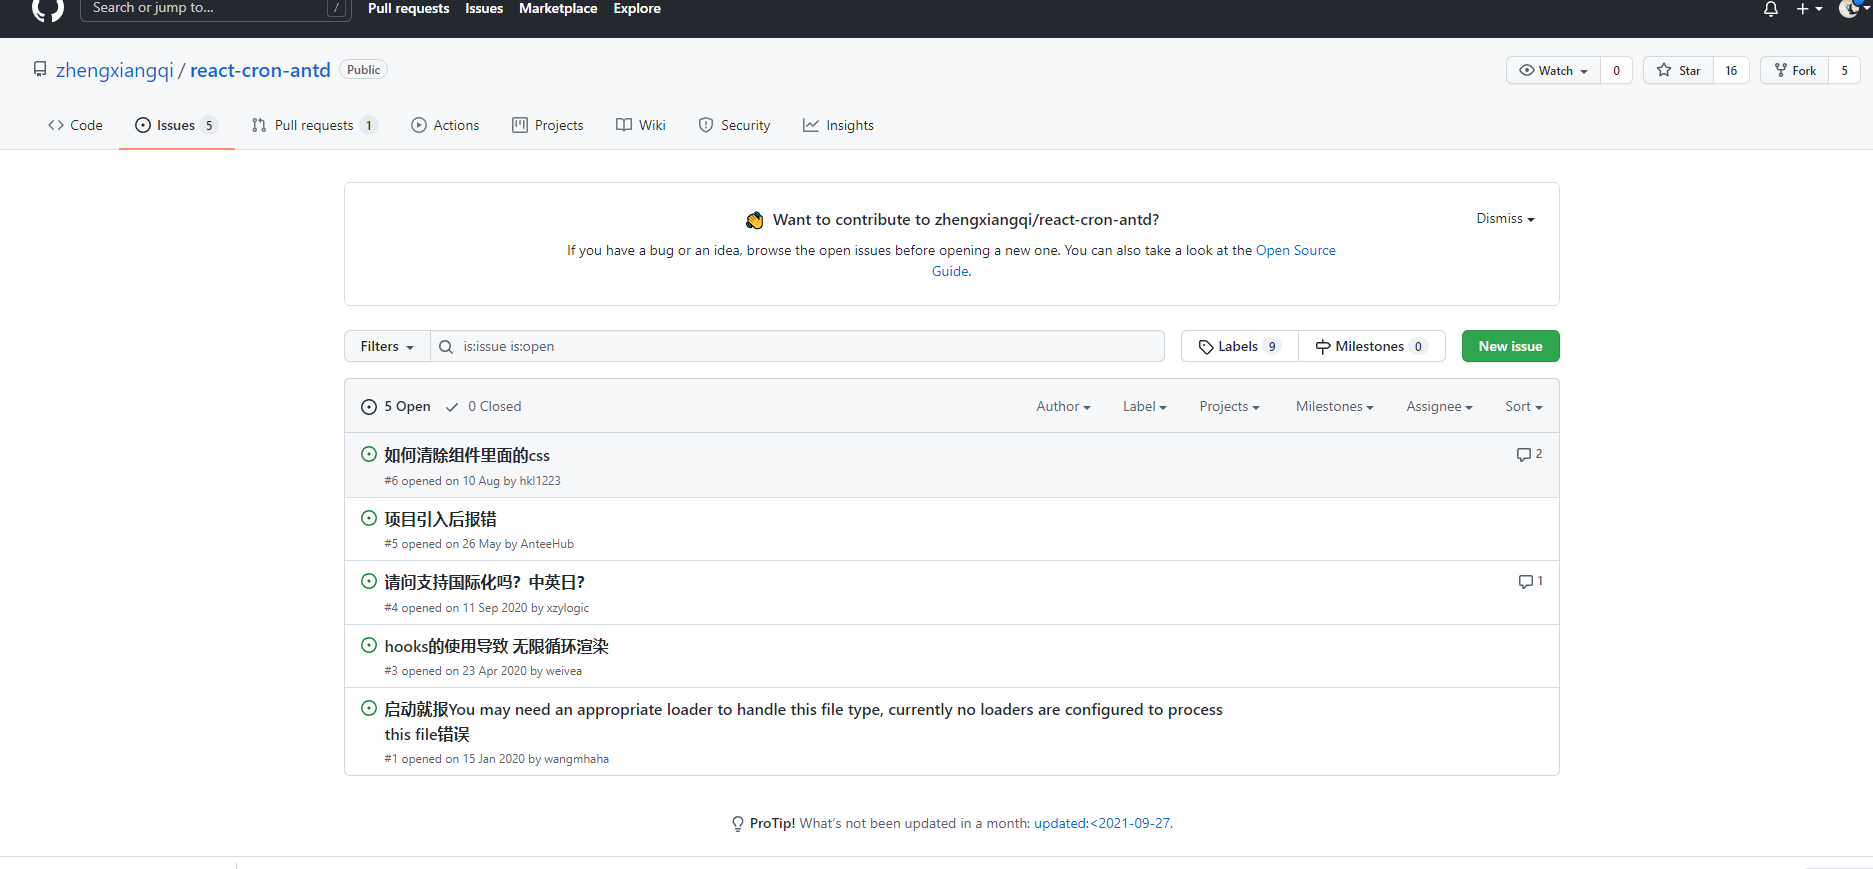 Search or jump to... /
Pull requests Issues Marketplace Explore
zhengxiangqi / react-cron-antd Public
Watch 0 Star 16 Fork 5
Code Issues 5 Pull requests 1 Actions Projects Wiki Security Insights
Want to contribute to zhengxiangqi/react-cron-antd?
Dismiss
If you have a bug or an idea, browse the open issues before opening a new one. You can also take a look at the Open Source
Guide.
Filters is:issue is:open Labels 9 Milestones 0 New issue
5 Open 0 Closed Author Label Projects Milestones Assignee Sort
如何清除组件里面的css 2
#6 opened on 10 Aug by hkl1223
项目引入后报错
#5 opened on 26 May by AnteeHub
请问支持国际化吗？中英日？ 1
#4 opened on 11 Sep 2020 by xzylogic
hooks的使用导致 无限循环渲染
#3 opened on 23 Apr 2020 by weivea
启动就报You may need an appropriate loader to handle this file type, currently no loaders are configured to process
this file错误
#1 opened on 15 Jan 2020 by wangmhaha
ProTip! What's not been updated in a month: updated:<2021-09-27.